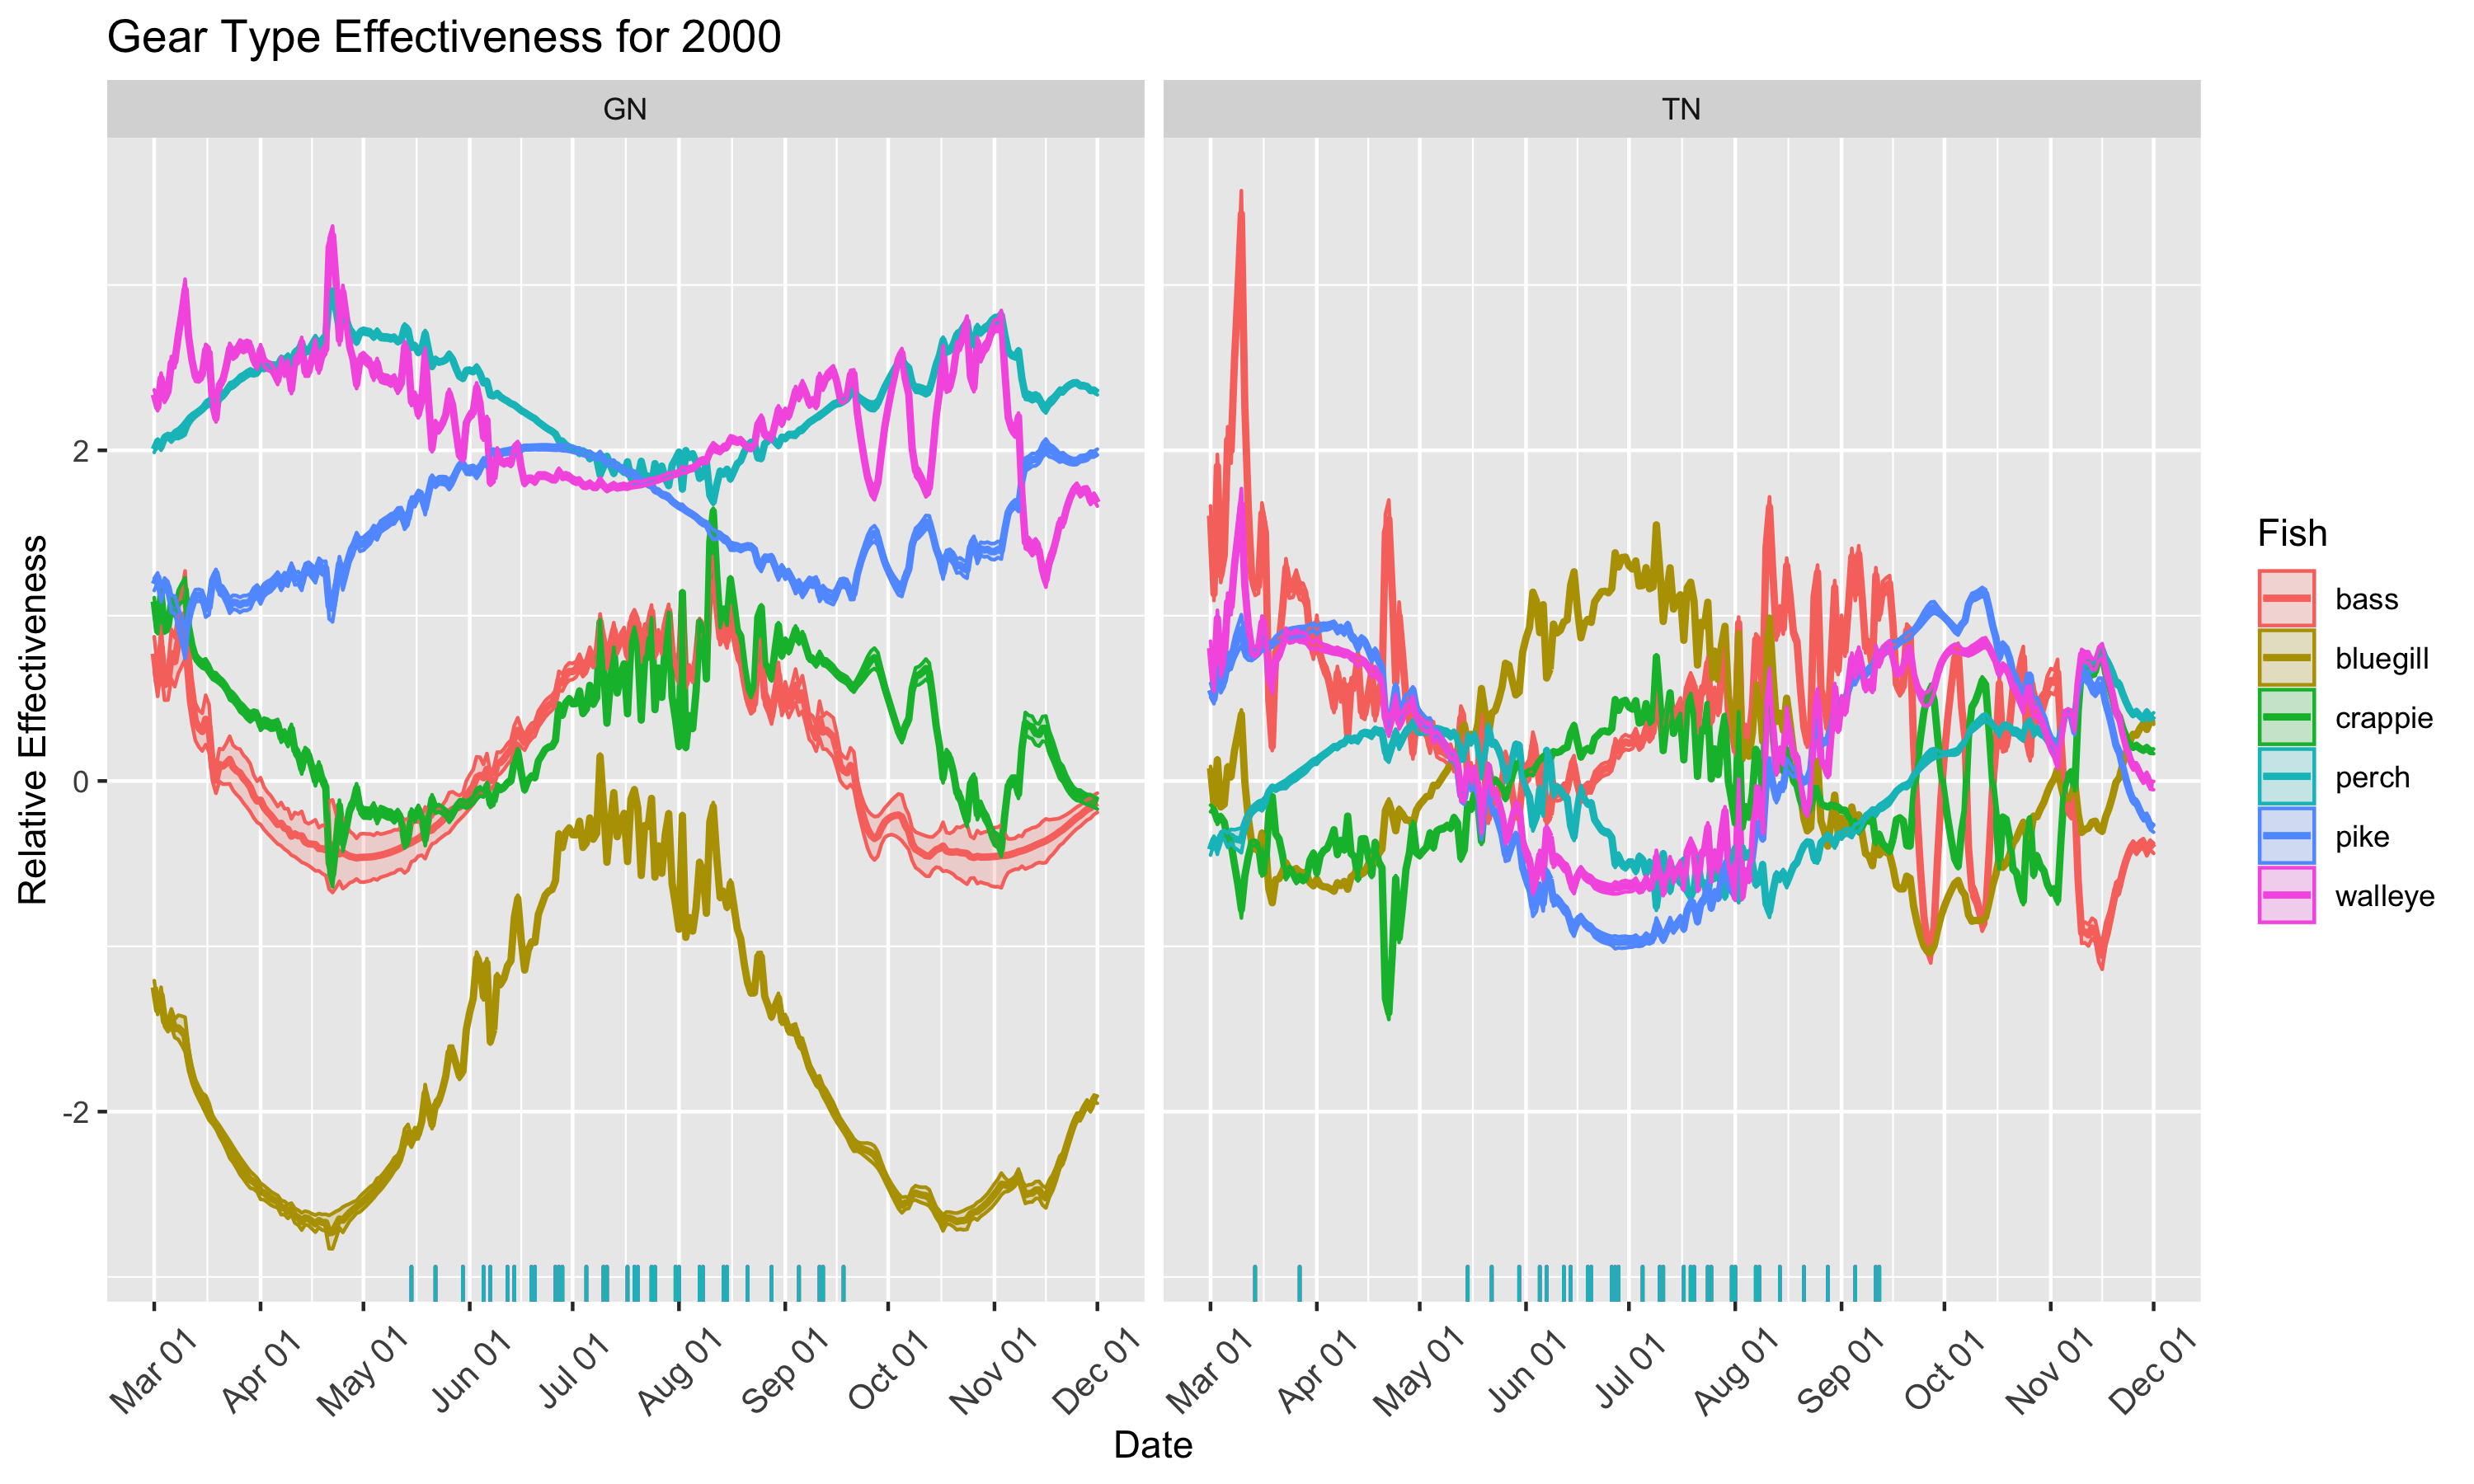 Gear Type Effectiveness for 2000
GN
TN
Relative Effectiveness
2
0
-2
Mar 01
Apr 01
May 01
Jun 01
Jul 01
Aug 01
Sep 01
Oct 01
Nov 01
Dec 01
Mar 01
Apr 01
May 01
Jun 01
Jul 01
Aug 01
Sep 01
Oct 01
Nov 01
Dec 01
Date
Fish
bass
bluegill
crappie
perch
pike
walleye